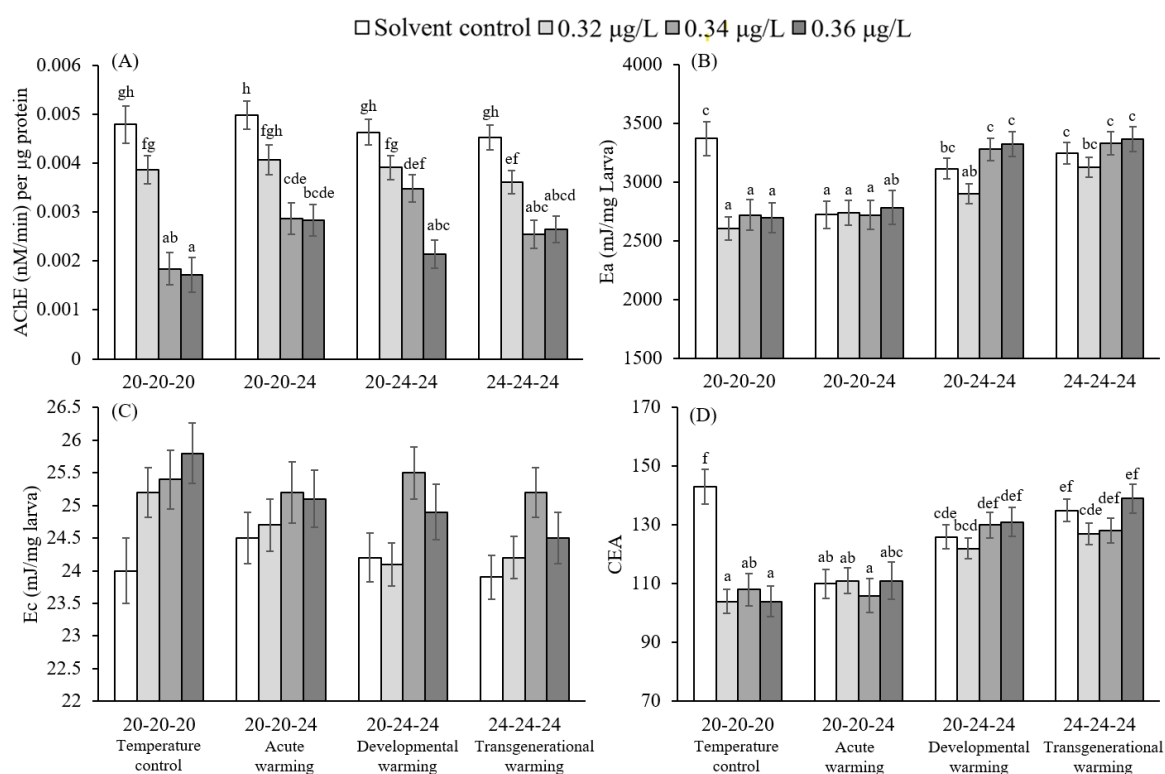 Solvent control 0.32 μg/L 0.34 μg/L 0.36 μg/L
(A)
AChE (nM/min) per μg protein
0.006
0.005
0.004
0.003
0.002
0.001
0
gh fg ab a
h fgh cde bcde
gh fg def abc
gh ef abc abcd
20-20-20 20-20-24 20-24-24 24-24-24
(B)
Ea (mJ/mg Larva)
4000
3500
3000
2500
2000
1500
c a a a
a a a ab
bc ab c c
c bc c c
20-20-20 20-20-24 20-24-24 24-24-24
(C)
Ec (mJ/mg larva)
26.5
26
25.5
25
24.5
24
23.5
23
22.5
22
20-20-20 20-20-24 20-24-24 24-24-24
Temperature control
Acute warming
Developmental warming
Transgenerational warming
(D)
CEA
170
150
130
110
90
70
f a ab a
ab ab a abc
cde bcd def def
ef cde def ef
20-20-20 20-20-24 20-24-24 24-24-24
Temperature control
Acute warming
Developmental warming
Transgenerational warming